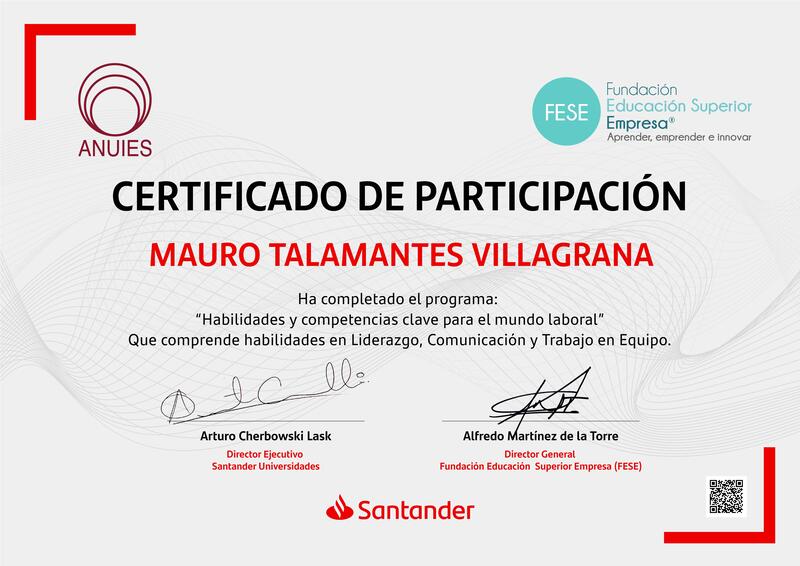 ANUIES
FESE
Fundación
Educación Superior
Empresa®
Aprender, emprender e innovar
CERTIFICADO DE PARTICIPACIÓN
MAURO TALAMANTES VILLAGRANA
Ha completado el programa:
“Habilidades y competencias clave para el mundo laboral”
Que comprende habilidades en Liderazgo, Comunicación y Trabajo en Equipo.
Arturo Cherbowski Lask
Director Ejecutivo
Santander Universidades
Alfredo Martínez de la Torre
Director General
Fundación Educación Superior Empresa (FESE)
Santander